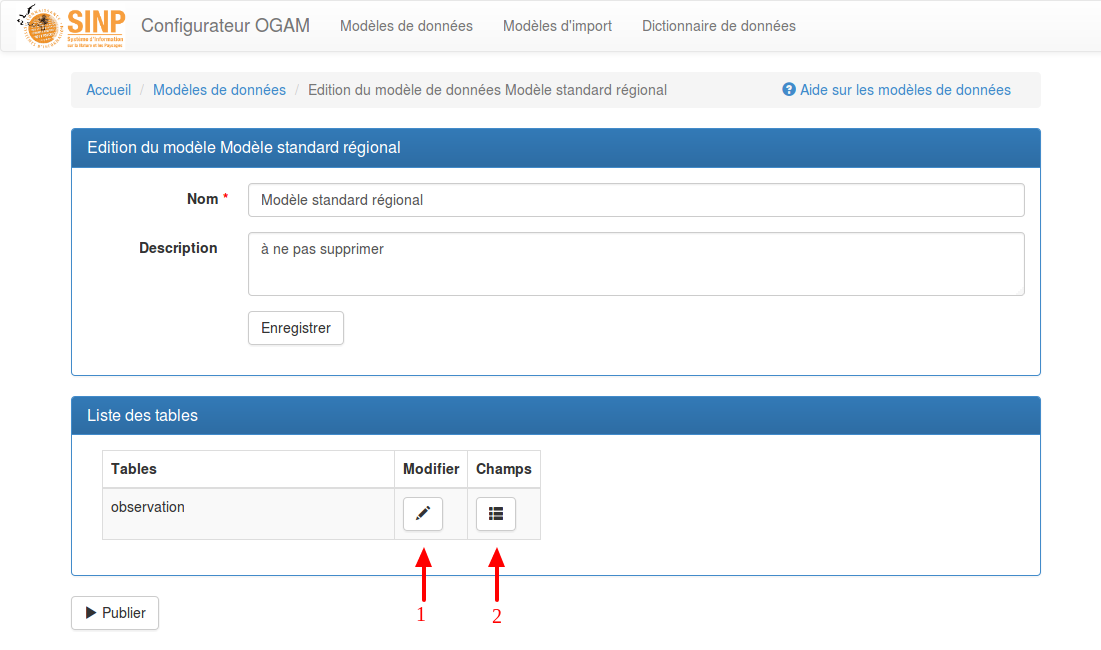 SINP
Système d'Information
sur la Nature et les Paysages
Configurateur OGAM
Modèles de données
Modèles d'import
Dictionnaire de données
Accueil / Modèles de données / Edition du modèle de données Modèle standard régional
Aide sur les modèles de données
Edition du modèle Modèle standard régional
Nom *
Modèle standard régional
Description
à ne pas supprimer
Enregistrer
Liste des tables
Tables Modifier Champs
observation
1
2
Publier